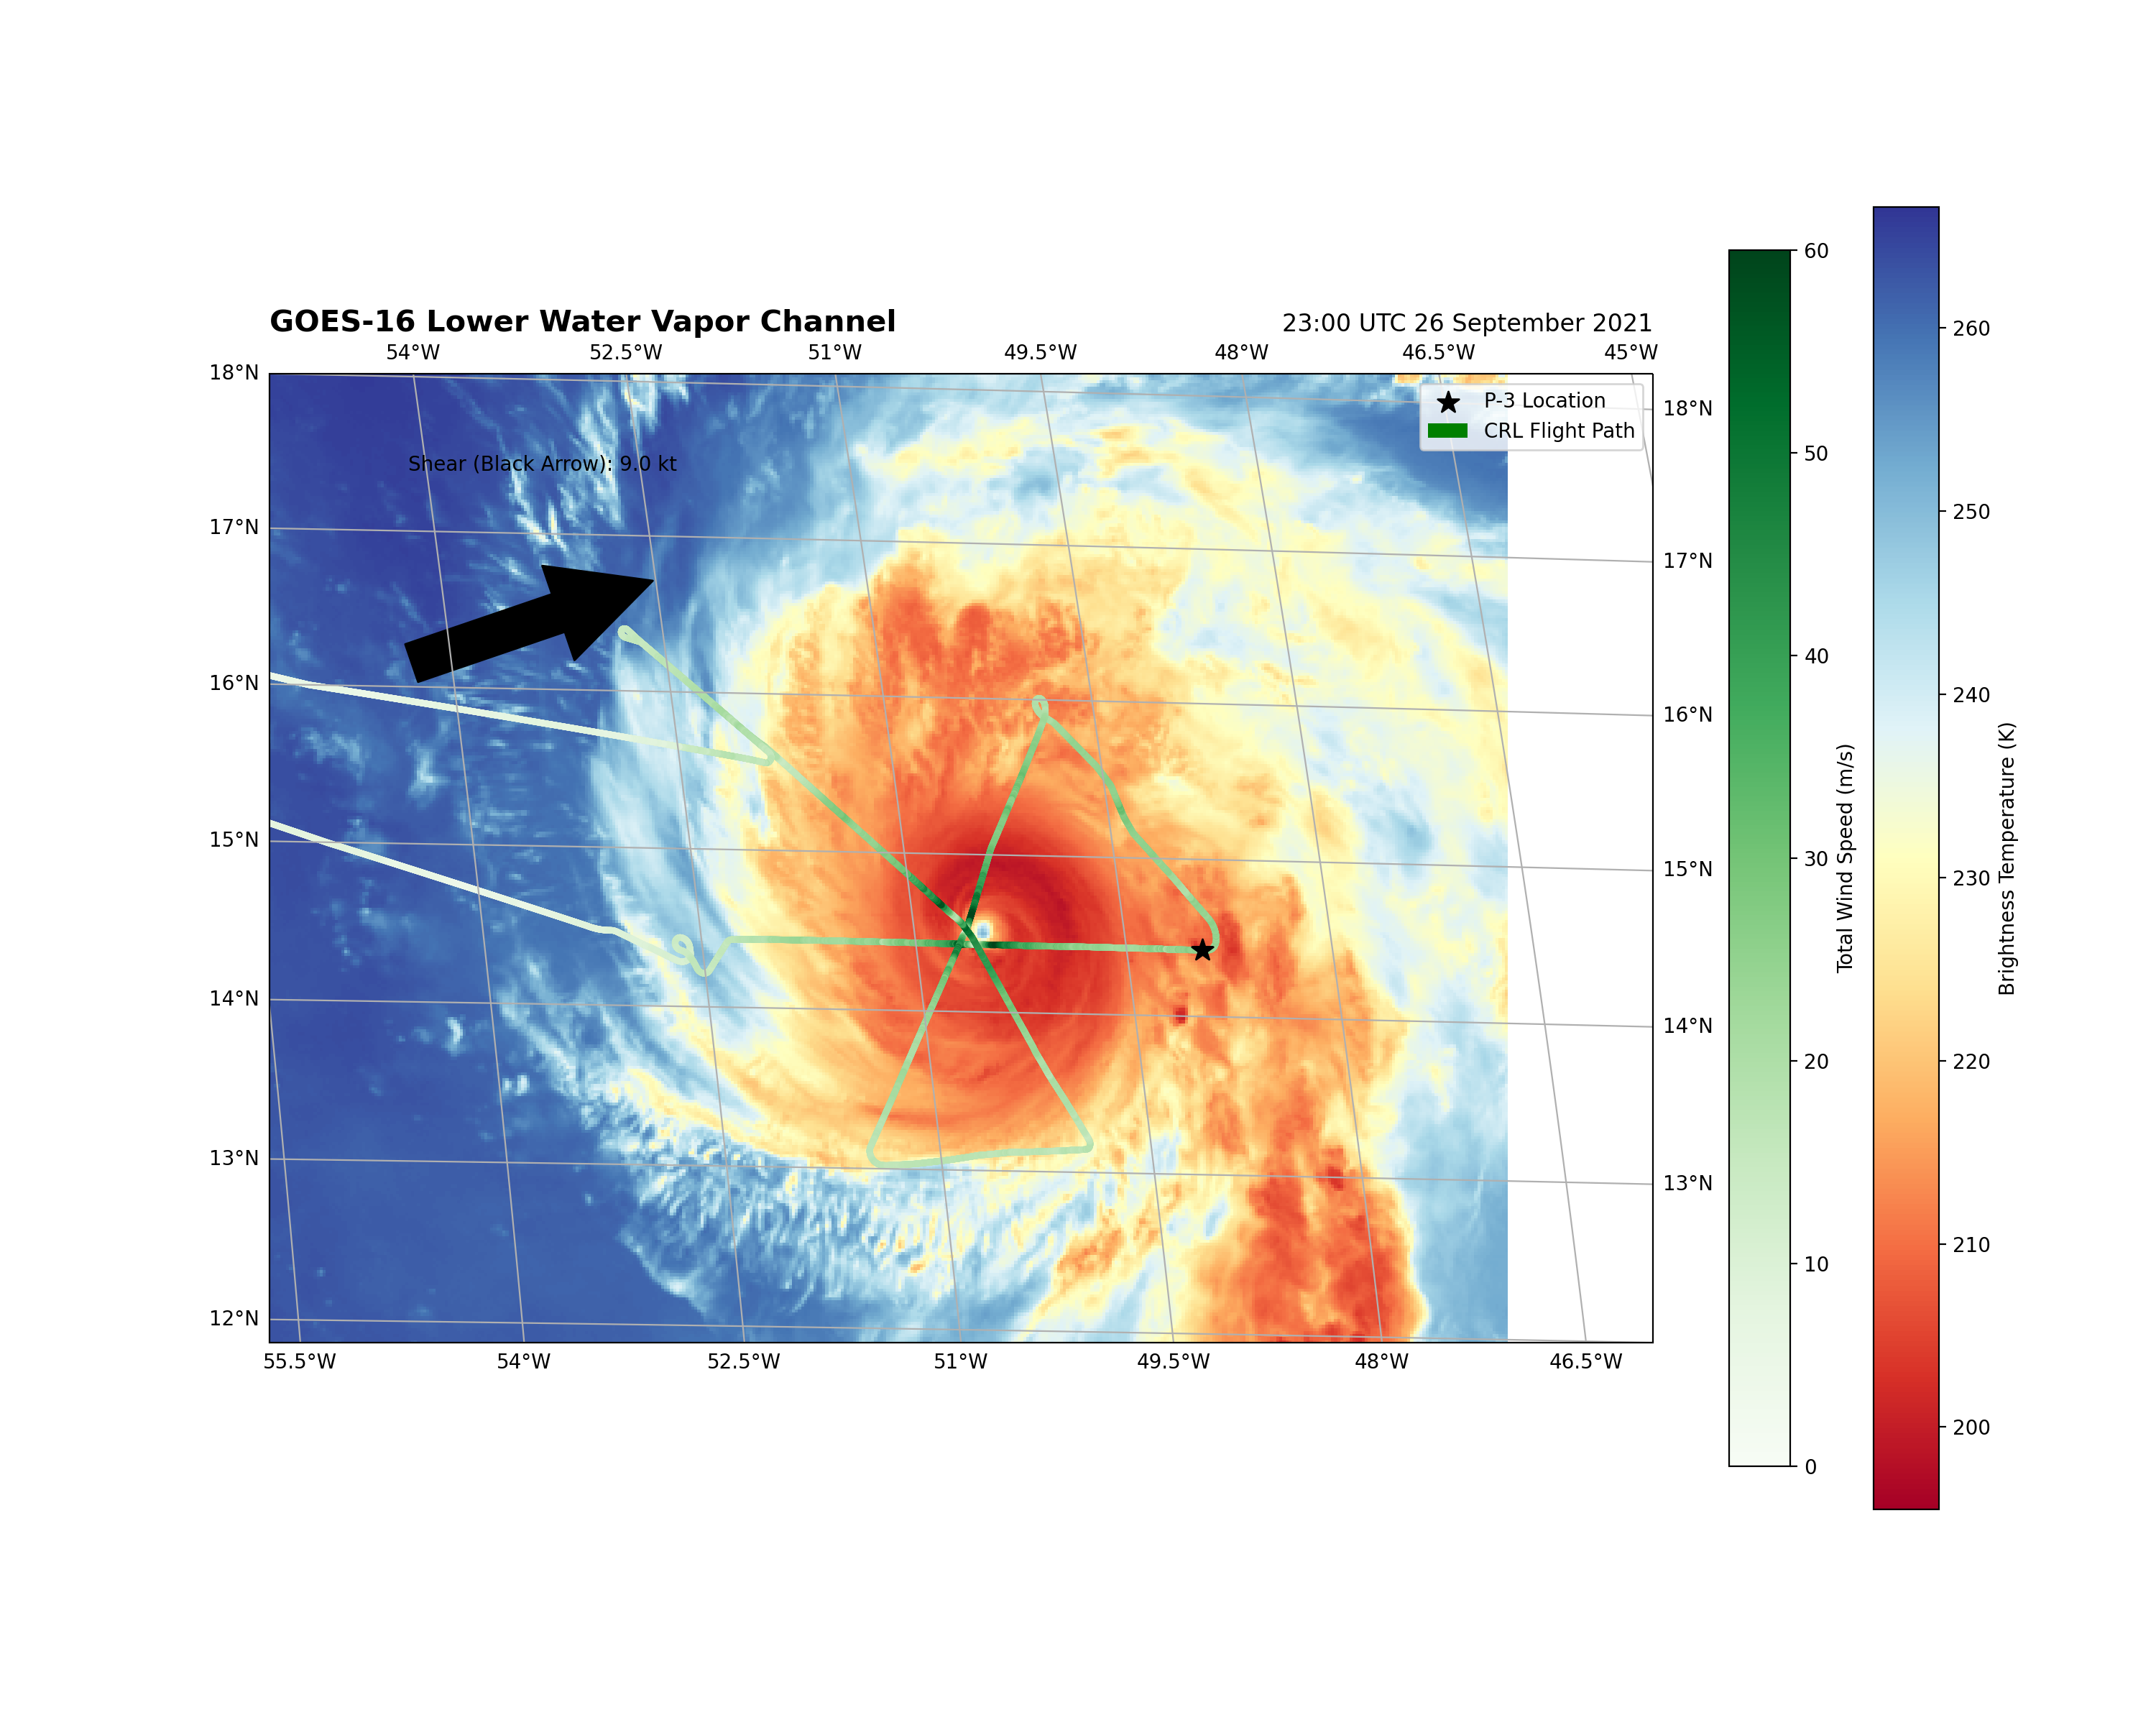 GOES-16 Lower Water Vapor Channel
23:00 UTC 26 September 2021
54°W 52.5°W 51°W 49.5°W 48°W 46.5°W 45°W
P-3 Location
CRL Flight Path
Shear (Black Arrow): 9.0 kt
18°N
17°N
16°N
15°N
14°N
13°N
12°N
18°N
17°N
16°N
15°N
14°N
13°N
55.5°W 54°W 52.5°W 51°W 49.5°W 48°W 46.5°W
60
50
40
30
20
10
0
Total Wind Speed (m/s)
260
250
240
230
220
210
200
Brightness Temperature (K)